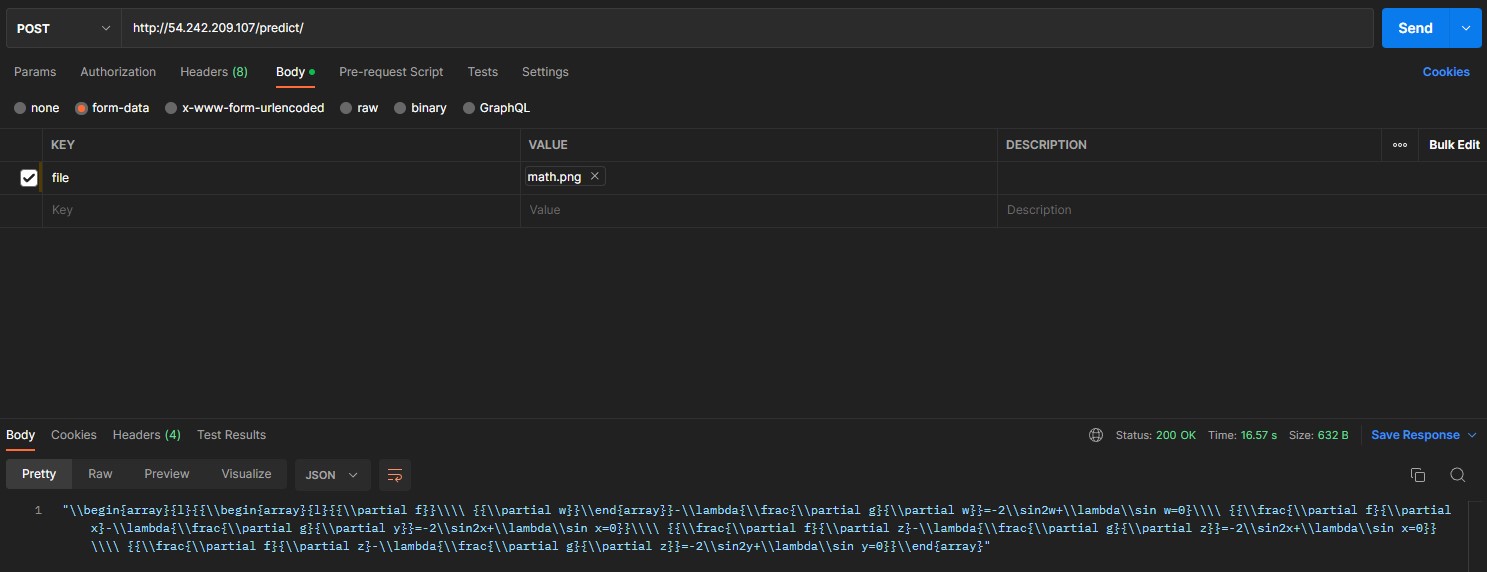 POST http://54.242.209.107/predict/ Send
Params Authorization Headers (8) Body Pre-request Script Tests Settings Cookies
none form-data x-www-form-urlencoded raw binary GraphQL
KEY VALUE DESCRIPTION ooo Bulk Edit
file math.png ×
Key Value Description
Body Cookies Headers (4) Test Results Status: 200 OK Time: 16.57 s Size: 632 B Save Response
Pretty Raw Preview Visualize JSON
1 "\\begin{array}{l}{{\\begin{array}{l}{{\\partial f}}\\\\ {{\\partial w}}\\end{array}}-\\lambda{\\frac{\\partial g}{\\partial w}}=-2\\sin2w+\\lambda\\sin w=0}\\\\ {{\\frac{\\partial f}{\\partial
x}-\\lambda{\\frac{\\partial g}{\\partial y}}=-2\\sin2x+\\lambda\\sin x=0}}\\\\ {{\\frac{\\partial f}{\\partial z}-\\lambda{\\frac{\\partial g}{\\partial z}}=-2\\sin2x+\\lambda\\sin x=0}}
\\\\ {{\\frac{\\partial f}{\\partial z}-\\lambda{\\frac{\\partial g}{\\partial z}}=-2\\sin2y+\\lambda\\sin y=0}}\\end{array}"